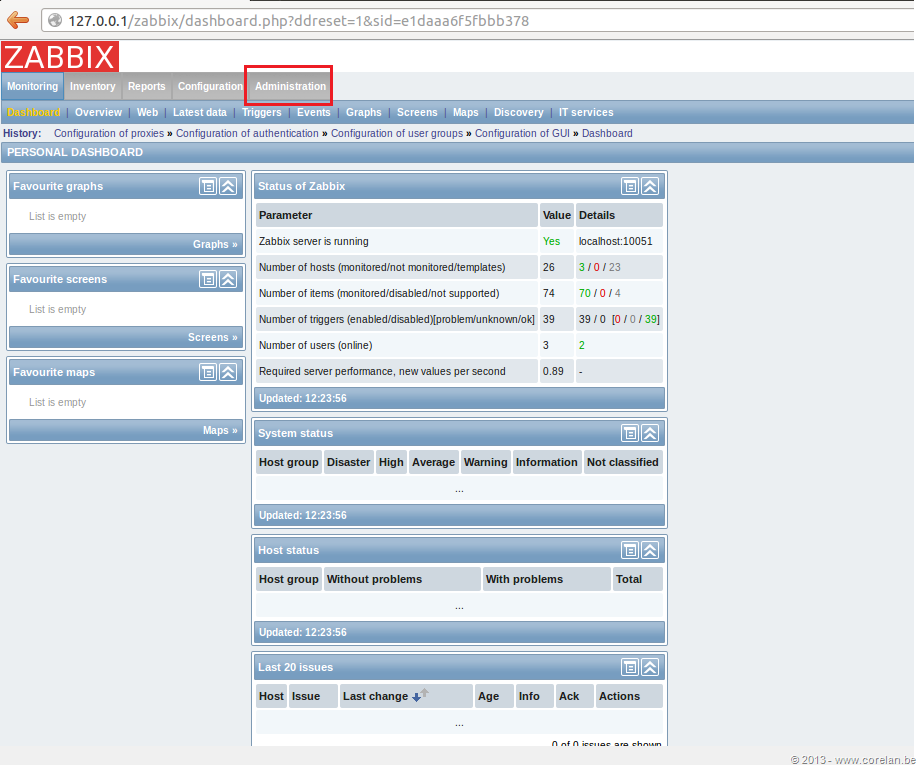 127.0.0.1/zabbix/dashboard.php?ddreset=1&sid=e1daaa6f5fbbb378
ZABBIX
Monitoring Inventory Reports Configuration Administration
Dashboard | Overview | Web | Latest data | Triggers | Events | Graphs | Screens | Maps | Discovery | IT services
History: Configuration of proxies » Configuration of authentication » Configuration of user groups » Configuration of GUI » Dashboard
PERSONAL DASHBOARD
Favourite graphs
List is empty
Graphs »
Favourite screens
List is empty
Screens »
Favourite maps
List is empty
Maps »
Status of Zabbix
Parameter Value Details
Zabbix server is running Yes localhost:10051
Number of hosts (monitored/not monitored/templates) 26 3 / 0 / 23
Number of items (monitored/disabled/not supported) 74 70 / 0 / 4
Number of triggers (enabled/disabled)[problem/unknown/ok] 39 39 / 0 [0 / 0 / 39]
Number of users (online) 3 2
Required server performance, new values per second 0.89 -
Updated: 12:23:56
System status
Host group Disaster High Average Warning Information Not classified
...
Updated: 12:23:56
Host status
Host group Without problems With problems Total
...
Updated: 12:23:56
Last 20 issues
Host Issue Last change Age Info Ack Actions
...
0 of 0 issues are shown
© 2013 - www.corelan.be